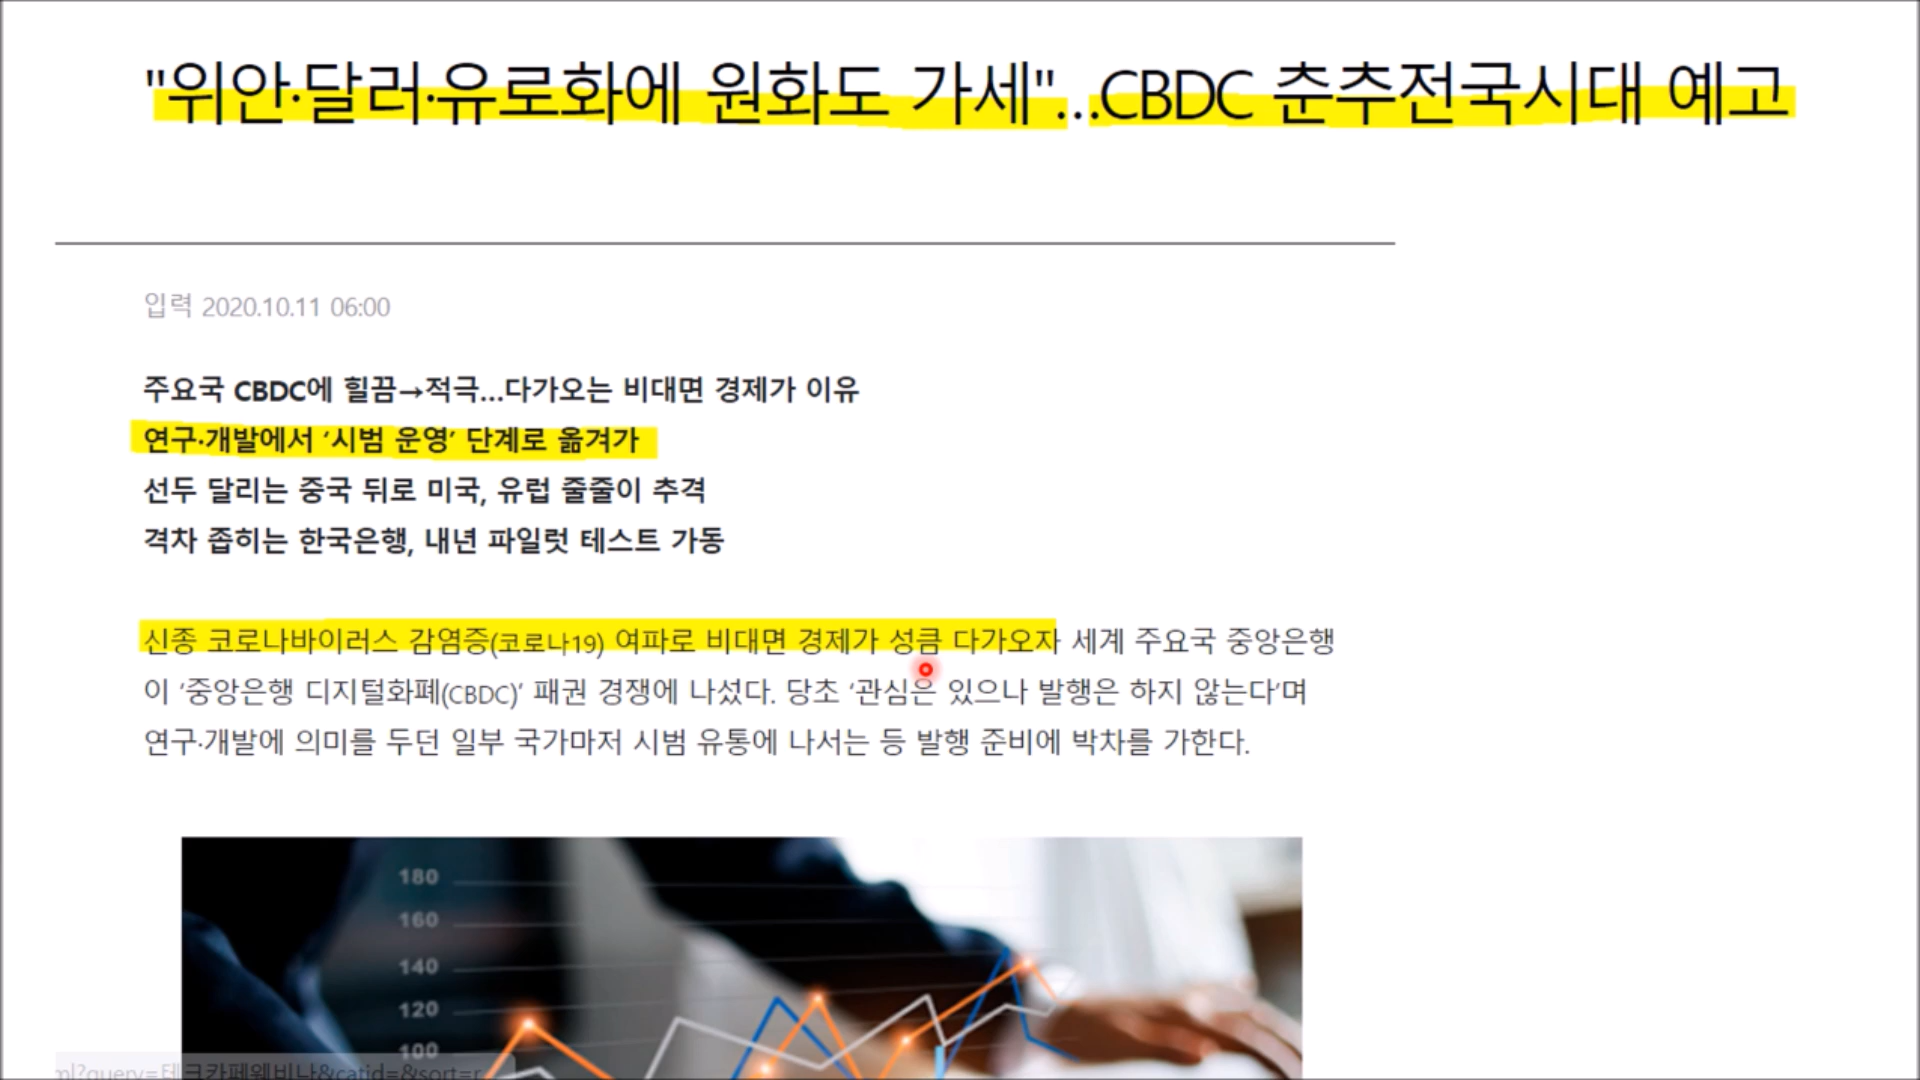 "위안·달러·유로화에 원화도 가세"...CBDC 춘추전국시대 예고
입력 2020.10.11 06:00
주요국 CBDC에 힐끔→적극...다가오는 비대면 경제가 이유
연구·개발에서 ‘시범 운영’ 단계로 옮겨가
선두 달리는 중국 뒤로 미국, 유럽 줄줄이 추격
격차 좁히는 한국은행, 내년 파일럿 테스트 가동
신종 코로나바이러스 감염증(코로나19) 여파로 비대면 경제가 성큼 다가오자 세계 주요국 중앙은행
이 ‘중앙은행 디지털화폐(CBDC)’ 패권 경쟁에 나섰다. 당초 ‘관심은 있으나 발행은 하지 않는다’며
연구·개발에 의미를 두던 일부 국가마저 시범 유통에 나서는 등 발행 준비에 박차를 가한다.
180
160
140
120
100
query=테크카페웨비나&catid=&sort=r